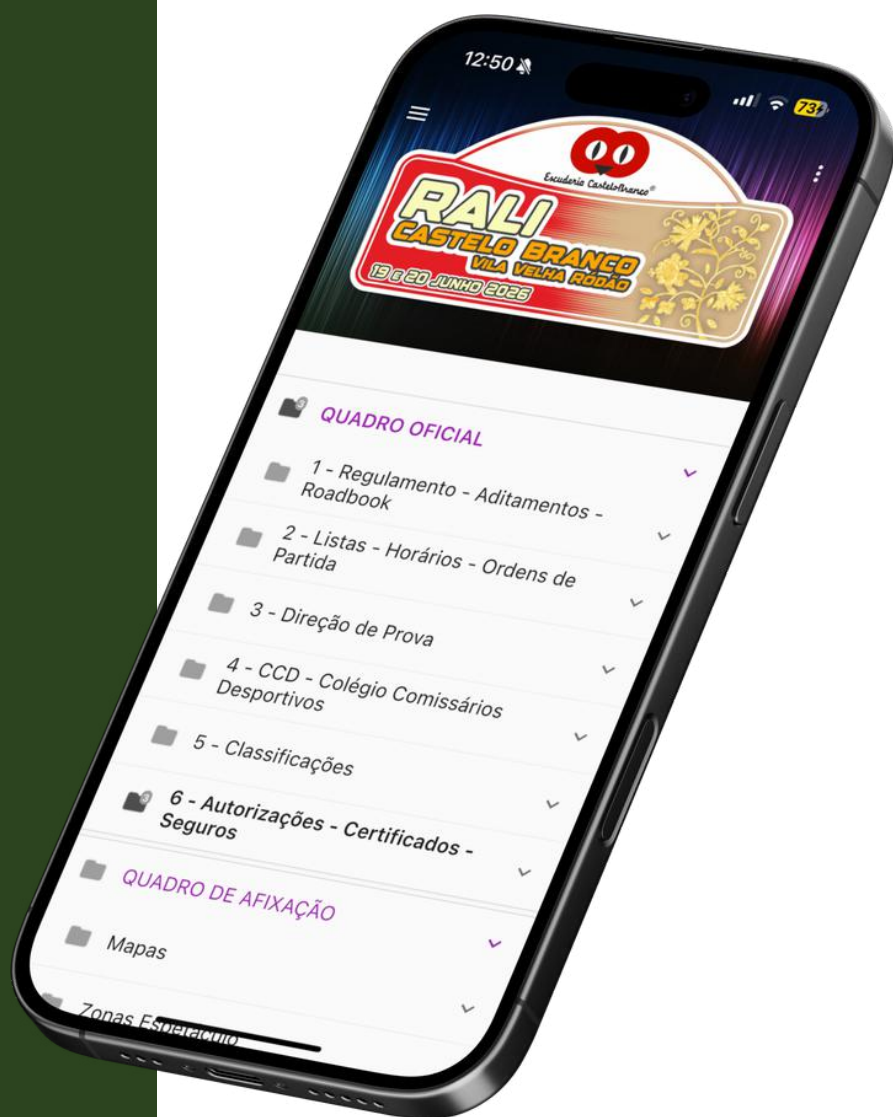 12:50
73
Escuderia CasteloBranco®
RALI
CASTELO BRANCO
VILA VELHA RÓDÃO
19 E 20 JUNHO 2026
3
QUADRO OFICIAL
1 - Regulamento - Aditamentos -
Roadbook
2 - Listas - Horários - Ordens de
Partida
3 - Direção de Prova
4 - CCD - Colégio Comissários
Desportivos
5 - Classificações
3
6 - Autorizações - Certificados -
Seguros
QUADRO DE AFIXAÇÃO
Mapas
Zonas Espetáculo